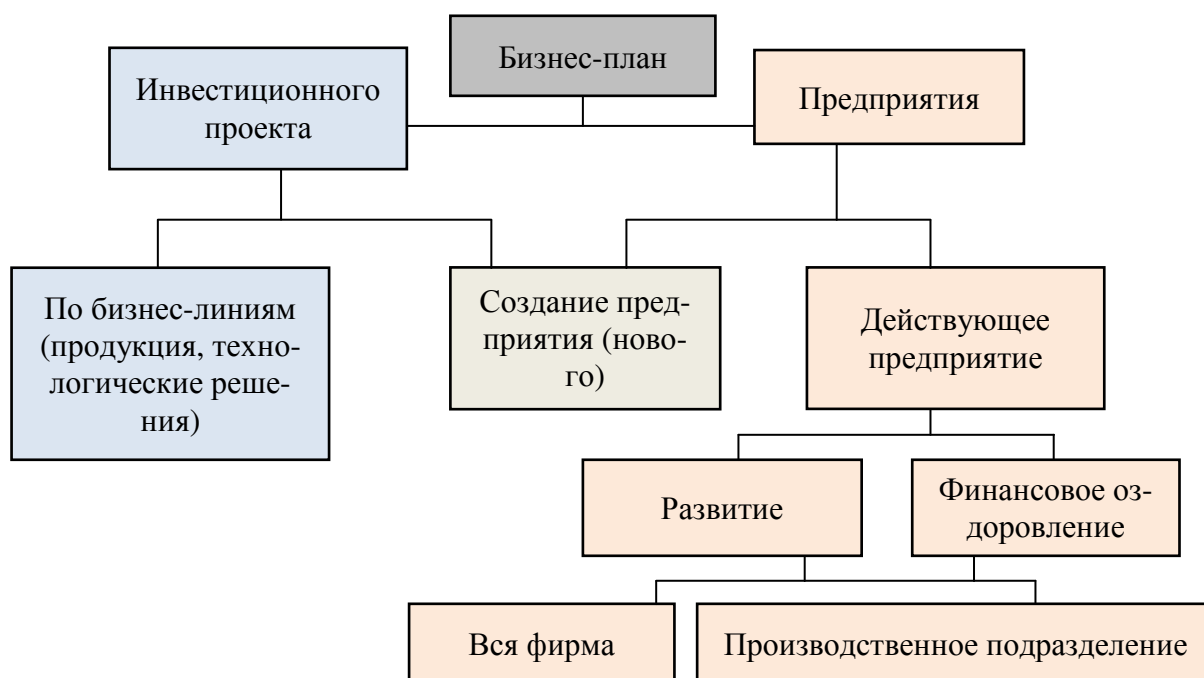 Бизнес-план
Инвестиционного
проекта
Предприятия
По бизнес-линиям
(продукция, техно-
логические реше-
ния)
Создание пред-
приятия (ново-
го)
Действующее
предприятие
Развитие
Финансовое оз-
доровление
Вся фирма
Производственное подразделение